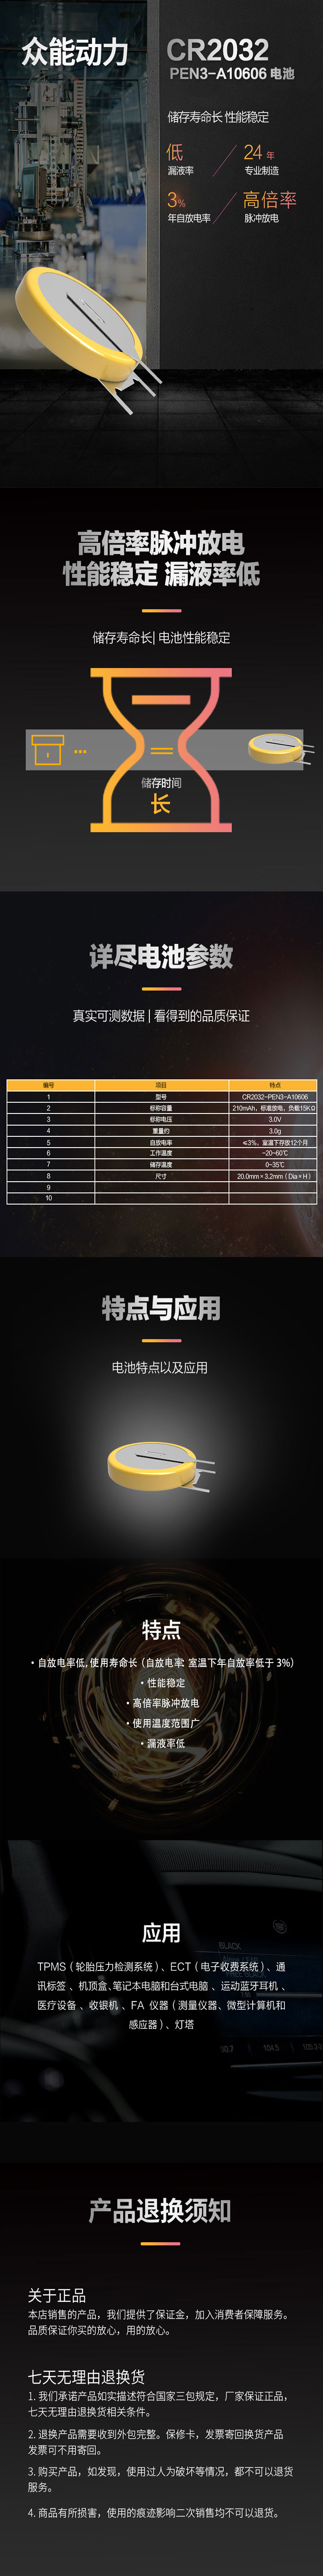 众能动力
CR2032
PEN3-A10606 电池
储存寿命长 性能稳定
低
漏液率
24 年
专业制造
3%
年自放电率
高倍率
脉冲放电
高倍率脉冲放电
性能稳定 漏液率低
储存寿命长| 电池性能稳定
储存时间
长
详尽电池参数
真实可测数据 | 看得到的品质保证
编号 项目 特点
1 型号 CR2032-PEN3-A10606
2 标称容量 210mAh，标准放电，负载15KΩ
3 标称电压 3.0V
4 重量约 3.0g
5 自放电率 ≤3%，室温下存放12个月
6 工作温度 -20~60℃
7 储存温度 0~35℃
8 尺寸 20.0mm×3.2mm（Dia×H）
9
10
特点与应用
电池特点以及应用
特点
• 自放电率低, 使用寿命长（自放电率, 室温下年自放率低于 3%）
• 性能稳定
• 高倍率脉冲放电
• 使用温度范围广
• 漏液率低
应用
BLACK
TPMS（轮胎压力检测系统）、ECT（电子收费系统）、通
讯标签 、机顶盒、笔记本电脑和台式电脑 、运动蓝牙耳机 、
医疗设备 、收银机 、FA 仪器（测量仪器、微型计算机和
感应器）、灯塔
104.5
产品退换须知
关于正品
本店销售的产品，我们提供了保证金，加入消费者保障服务。
品质保证你买的放心，用的放心。
七天无理由退换货
1. 我们承诺产品如实描述符合国家三包规定，厂家保证正品，
七天无理由退换货相关条件。
2. 退换产品需要收到外包完整。保修卡，发票寄回换货产品
发票可不用寄回。
3. 购买产品，如发现，使用过人为破坏等情况，都不可以退货
服务。
4. 商品有所损害，使用的痕迹影响二次销售均不可以退货。